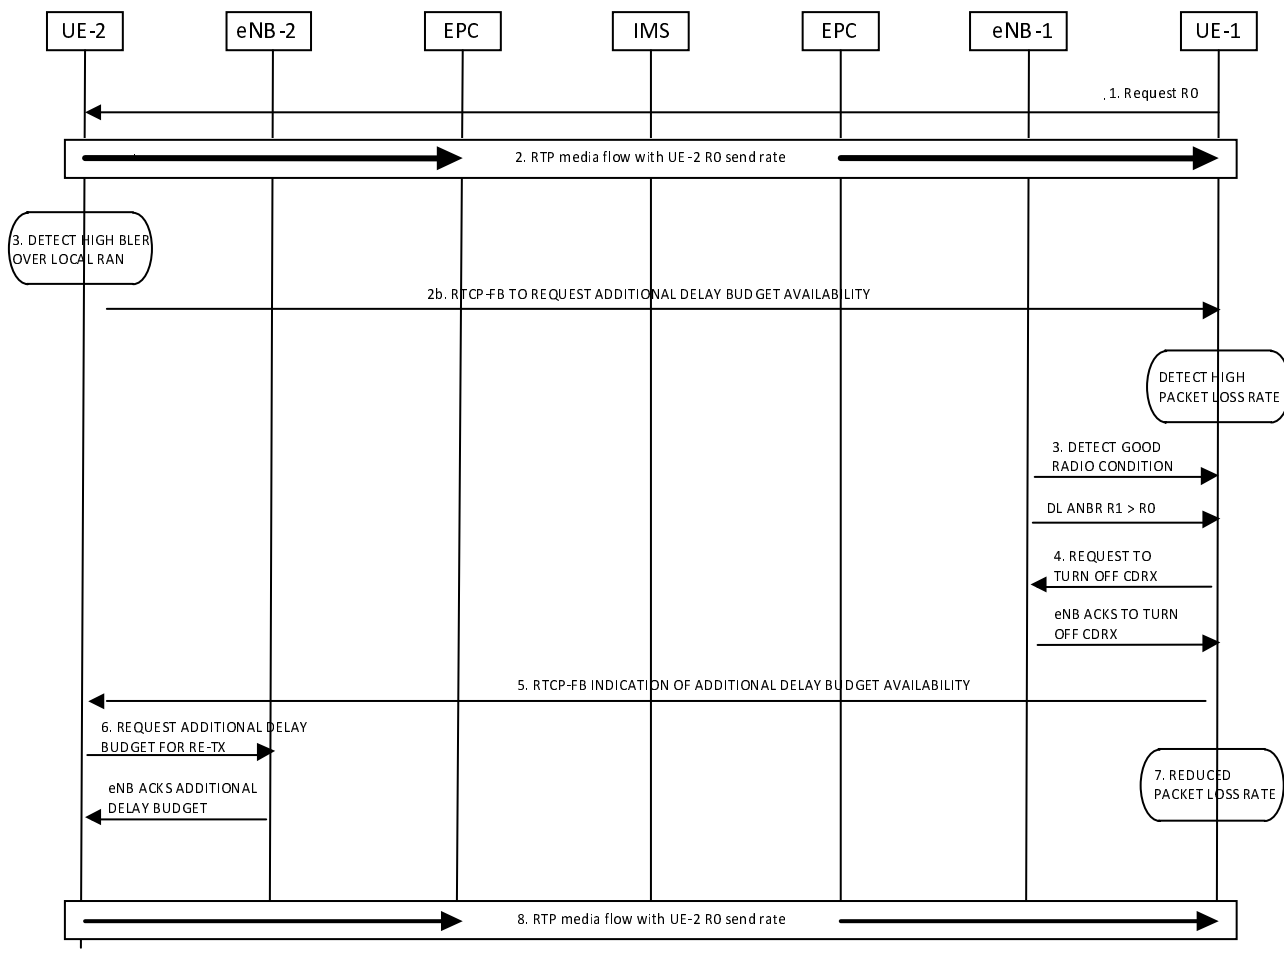 UE-2
eNB-2
EPC
IMS
EPC
eNB-1
UE-1
. 1. Request R0
2. RTP media flow with UE-2 R0 send rate
3. DETECT HIGH BLER
OVER LOCAL RAN
2b. RTCP-FB TO REQUEST ADDITIONAL DELAY BUDGET AVAILABILITY
DETECT HIGH
PACKET LOSS RATE
3. DETECT GOOD
RADIO CONDITION
DL ANBR R1 > R0
4. REQUEST TO
TURN OFF CDRX
eNB ACKS TO TURN
OFF CDRX
5. RTCP-FB INDICATION OF ADDITIONAL DELAY BUDGET AVAILABILITY
6. REQUEST ADDITIONAL DELAY
BUDGET FOR RE-TX
eNB ACKS ADDITIONAL
DELAY BUDGET
7. REDUCED
PACKET LOSS RATE
8. RTP media flow with UE-2 R0 send rate